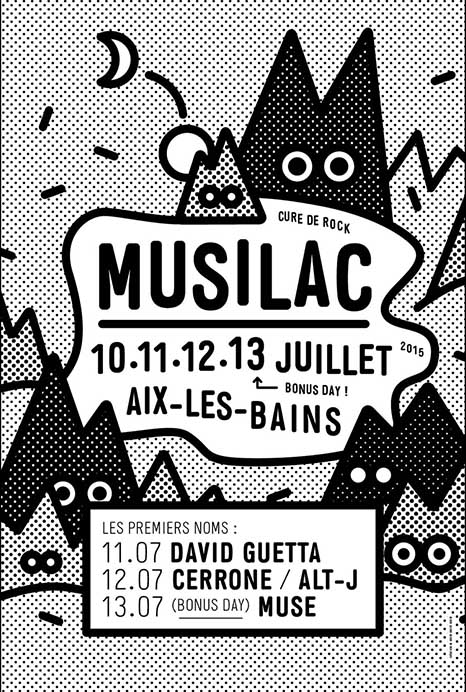 CURE DE ROCK
MUSILAC
10.11.12.13 JUILLET 2015
BONUS DAY !
AIX-LES-BAINS
LES PREMIERS NOMS :
11.07 DAVID GUETTA
12.07 CERRONE / ALT-J
13.07 (BONUS DAY) MUSE